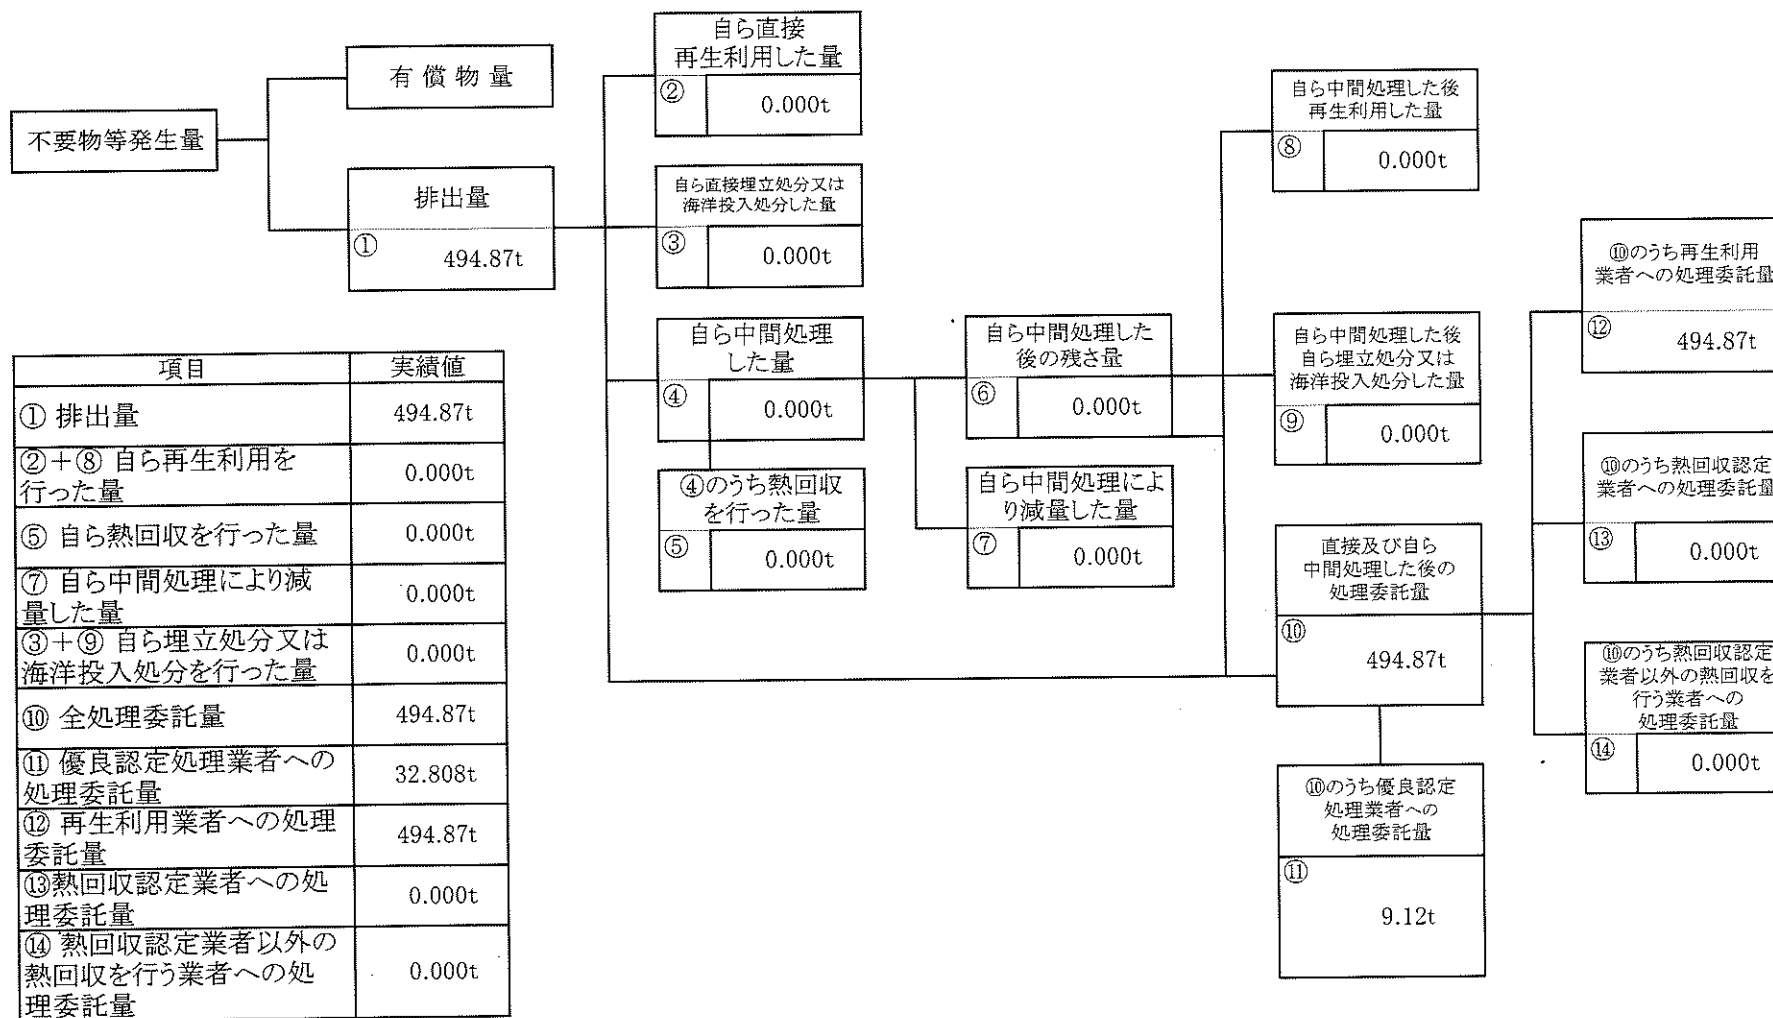 不要物等発生量
有償物量
排出量
①
494.87t
自ら直接
再生利用した量
②
0.000t
自ら直接埋立処分又は
海洋投入処分した量
③
0.000t
自ら中間処理
した量
④
0.000t
④のうち熱回収
を行った量
⑤
0.000t
自ら中間処理した
後の残さ量
⑥
0.000t
自ら中間処理によ
り減量した量
⑦
0.000t
自ら中間処理した後
再生利用した量
⑧
0.000t
自ら中間処理した後
自ら埋立処分又は
海洋投入処分した量
⑨
0.000t
直接及び自ら
中間処理した後の
処理委託量
⑩
494.87t
⑩のうち優良認定
処理業者への
処理委託量
⑪
9.12t
⑩のうち再生利用
業者への処理委託量
⑫
494.87t
⑩のうち熱回収認定
業者への処理委託量
⑬
0.000t
⑩のうち熱回収認定
業者以外の熱回収を
行う業者への
処理委託量
⑭
0.000t
項目 実績値
① 排出量 494.87t
②+⑧ 自ら再生利用を
行った量 0.000t
⑤ 自ら熱回収を行った量 0.000t
⑦ 自ら中間処理により減
量した量 0.000t
③+⑨ 自ら埋立処分又は
海洋投入処分を行った量 0.000t
⑩ 全処理委託量 494.87t
⑪ 優良認定処理業者への
処理委託量 32.808t
⑫ 再生利用業者への処理
委託量 494.87t
⑬熱回収認定業者への処
理委託量 0.000t
⑭ 熱回収認定業者以外の
熱回収を行う業者への処
理委託量 0.000t